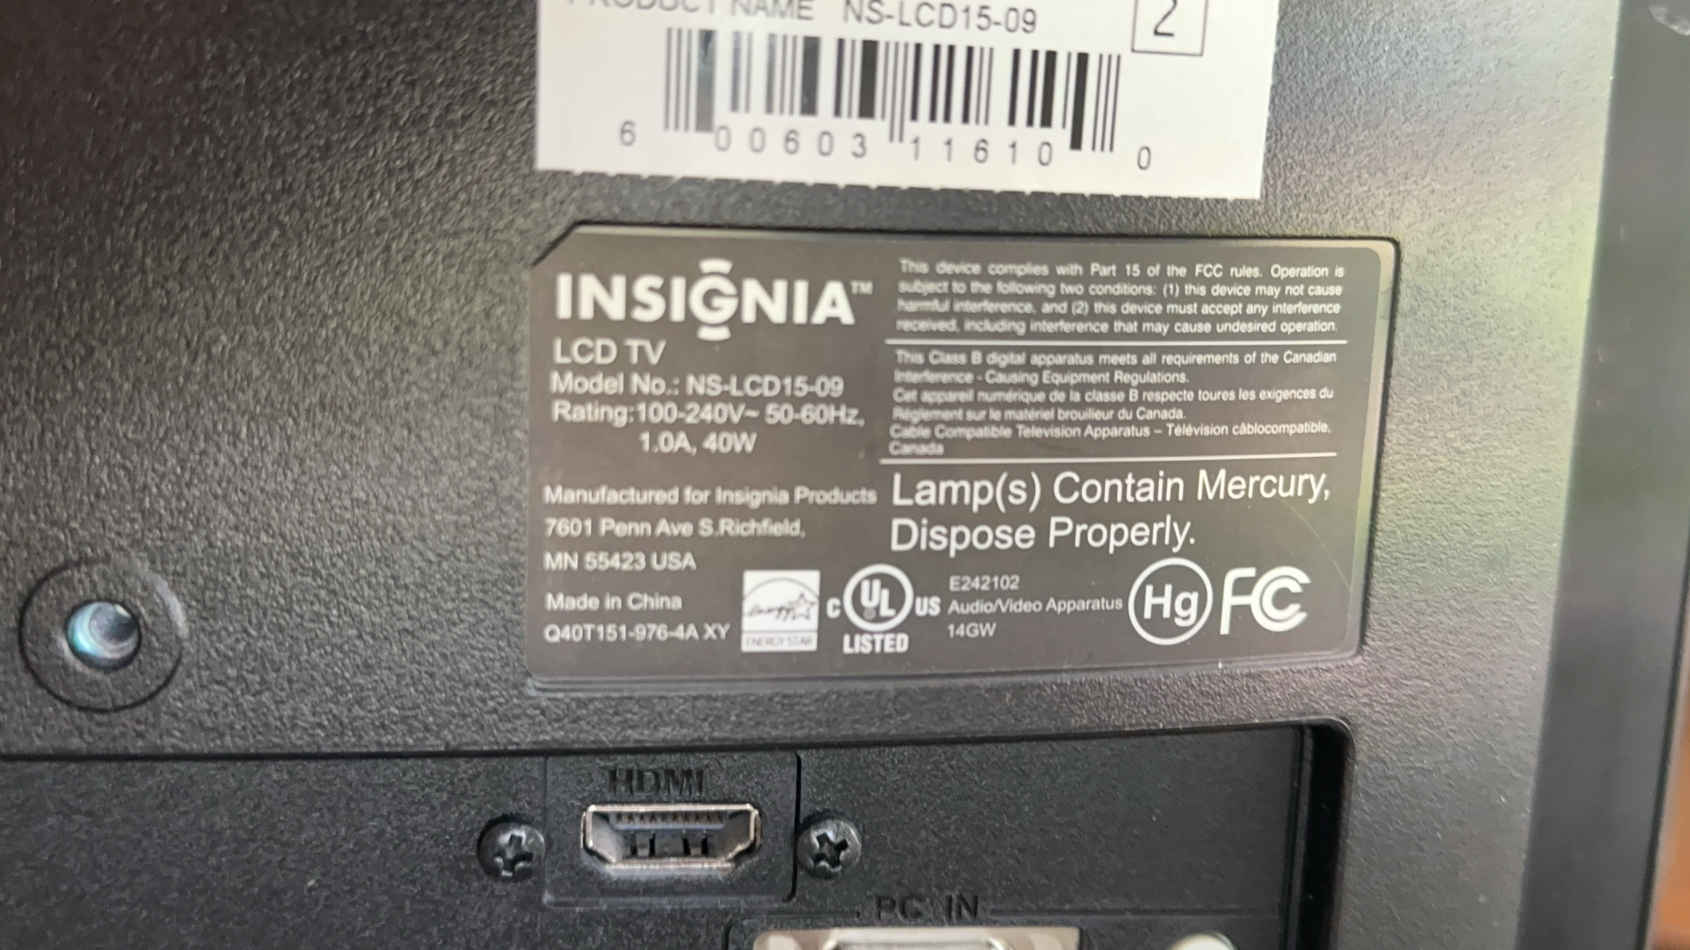 PRODUCT NAME NS-LCD15-09
2
6 00603 11610 0
INSIGNIA™
LCD TV
Model No.: NS-LCD15-09
Rating:100-240V~ 50-60Hz,
1.0A, 40W
Manufactured for Insignia Products
7601 Penn Ave S.Richfield,
MN 55423 USA
Made in China
Q40T151-976-4A XY
This device complies with Part 15 of the FCC rules. Operation is
subject to the following two conditions: (1) this device may not cause
harmful interference, and (2) this device must accept any interference
received, including interference that may cause undesired operation.
This Class B digital apparatus meets all requirements of the Canadian
Interference - Causing Equipment Regulations.
Cet appareil numérique de la classe B respecte toures les exigences du
Réglement sur le matériel brouilleur du Canada.
Cable Compatible Television Apparatus – Télévision câblocompatible,
Canada
Lamp(s) Contain Mercury,
Dispose Properly.
energy
ENERGY STAR
C UL US
LISTED
E242102
Audio/Video Apparatus
14GW
Hg FC
HDMI
PC IN